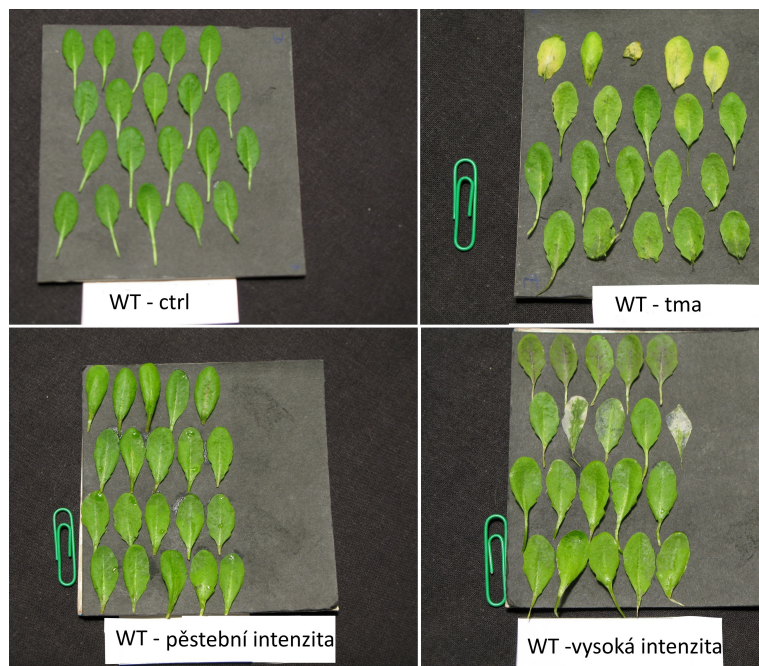 WT - ctrl
WT - tma
WT - pěstební intenzita
WT -vysoká intenzita